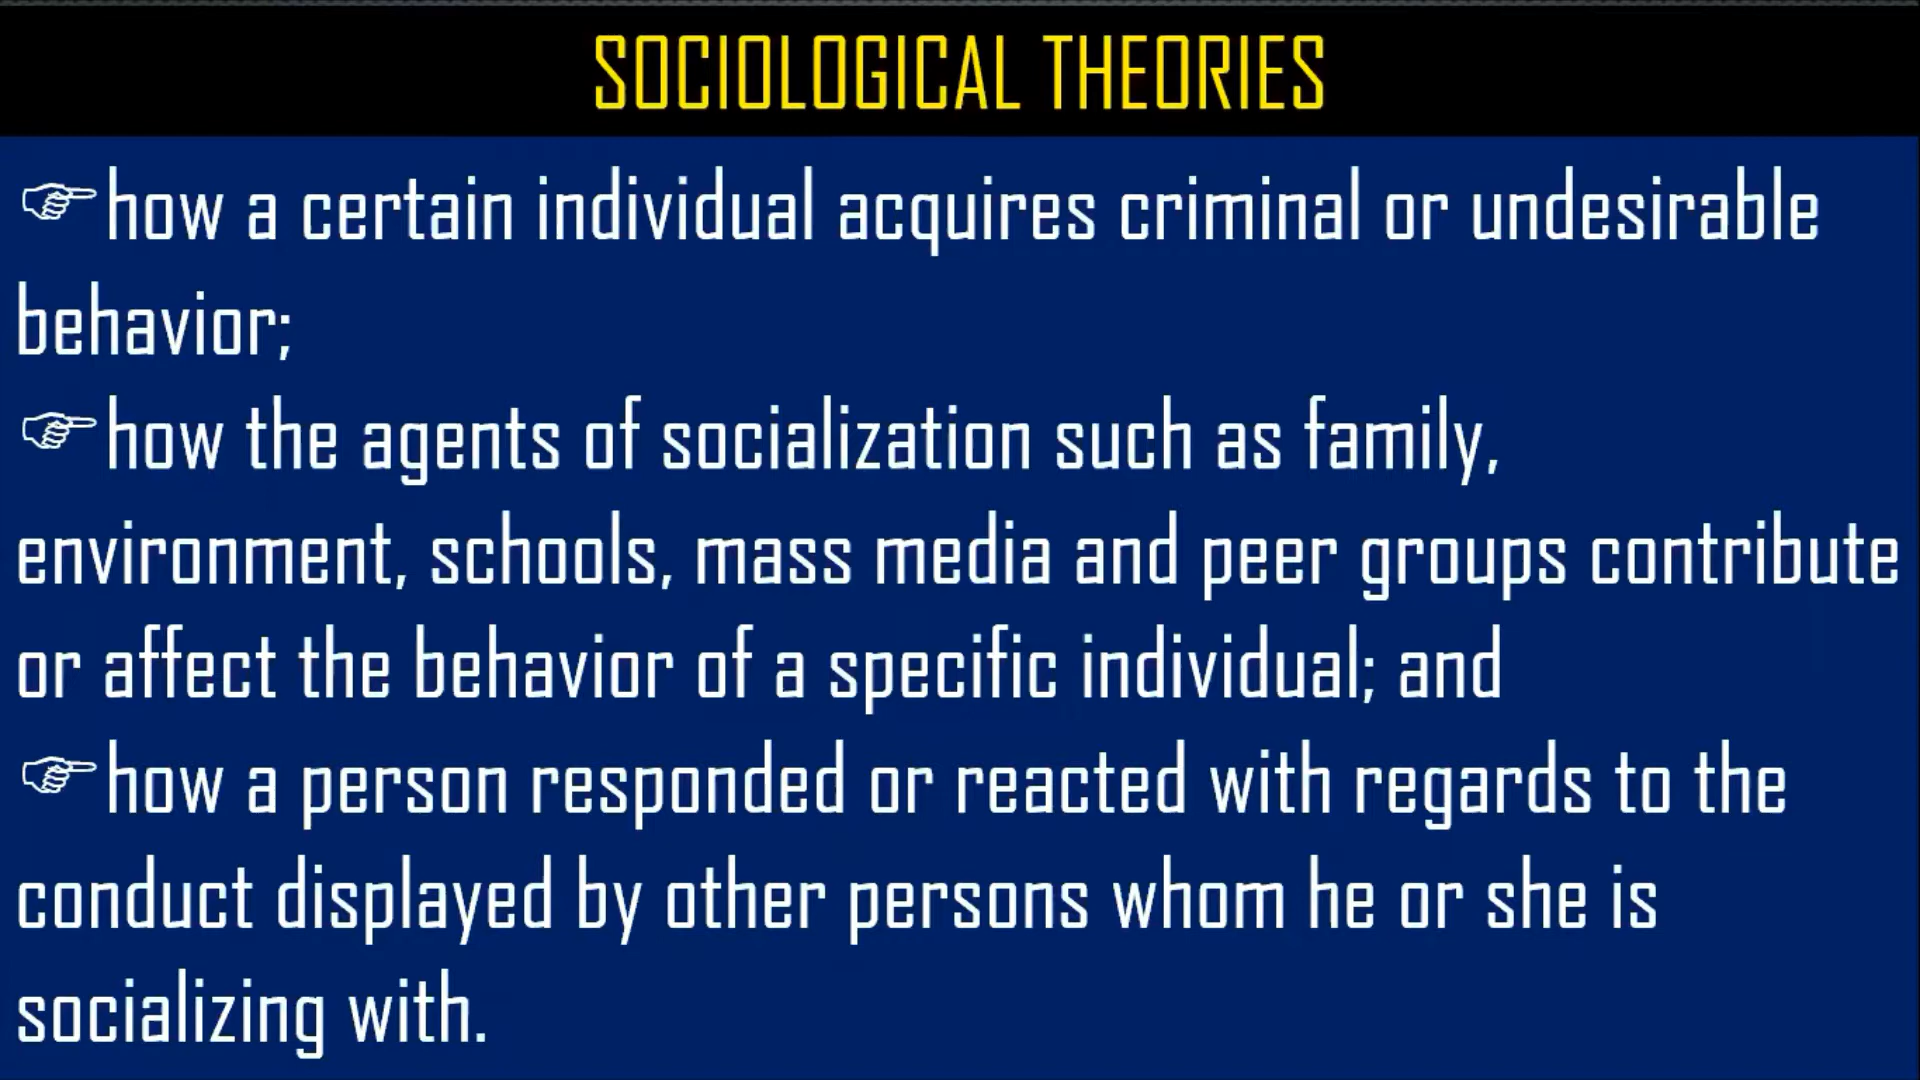 SOCIOLOGICAL THEORIES
☞how a certain individual acquires criminal or undesirable
behavior;
☞how the agents of socialization such as family,
environment, schools, mass media and peer groups contribute
or affect the behavior of a specific individual; and
☞how a person responded or reacted with regards to the
conduct displayed by other persons whom he or she is
socializing with.